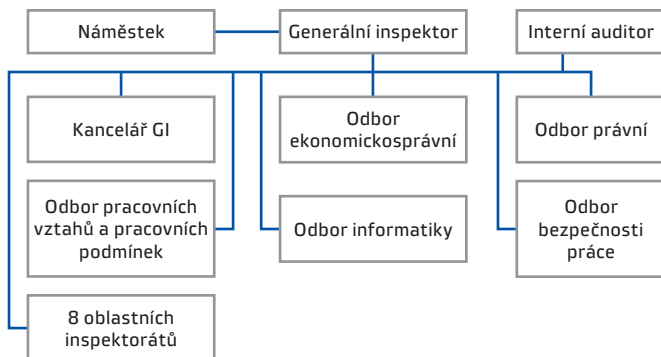 Náměstek
Generální inspektor
Interní auditor
Kancelář GI
Odbor
ekonomickosprávní
Odbor právní
Odbor pracovních
vztahů a pracovních
podmínek
Odbor informatiky
Odbor
bezpečnosti
práce
8 oblastních
inspektorátů